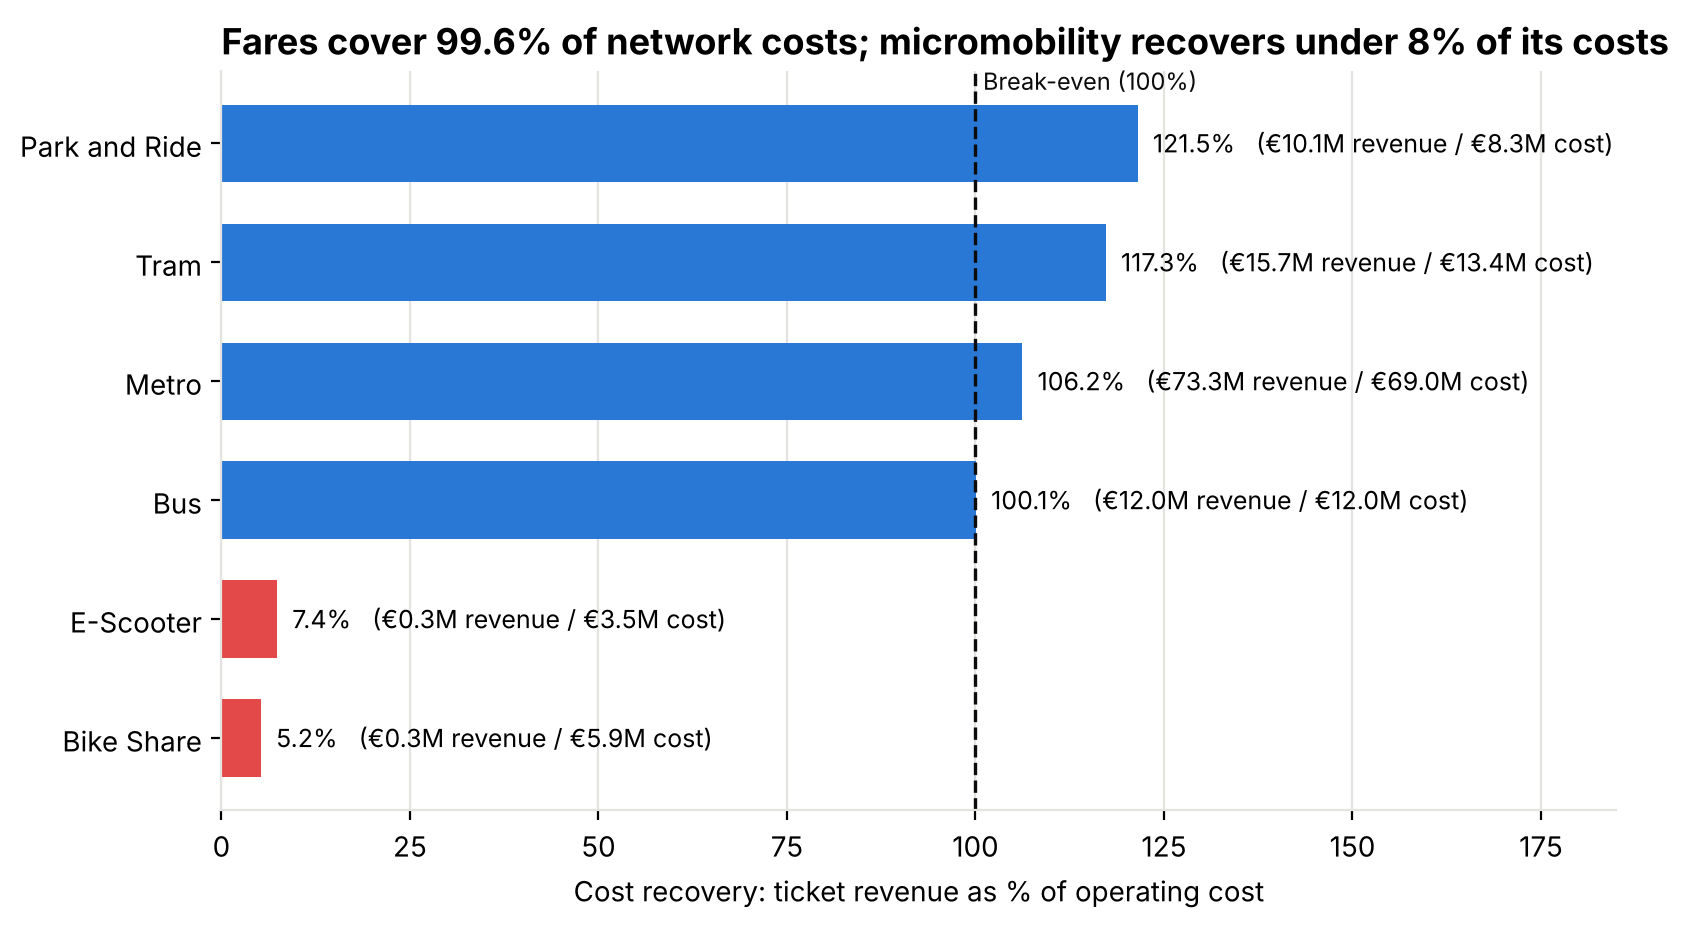 Fares cover 99.6% of network costs; micromobility recovers under 8% of its costs
Break-even (100%)
Park and Ride 121.5% (€10.1M revenue / €8.3M cost)
Tram 117.3% (€15.7M revenue / €13.4M cost)
Metro 106.2% (€73.3M revenue / €69.0M cost)
Bus 100.1% (€12.0M revenue / €12.0M cost)
E-Scooter 7.4% (€0.3M revenue / €3.5M cost)
Bike Share 5.2% (€0.3M revenue / €5.9M cost)
0 25 50 75 100 125 150 175
Cost recovery: ticket revenue as % of operating cost